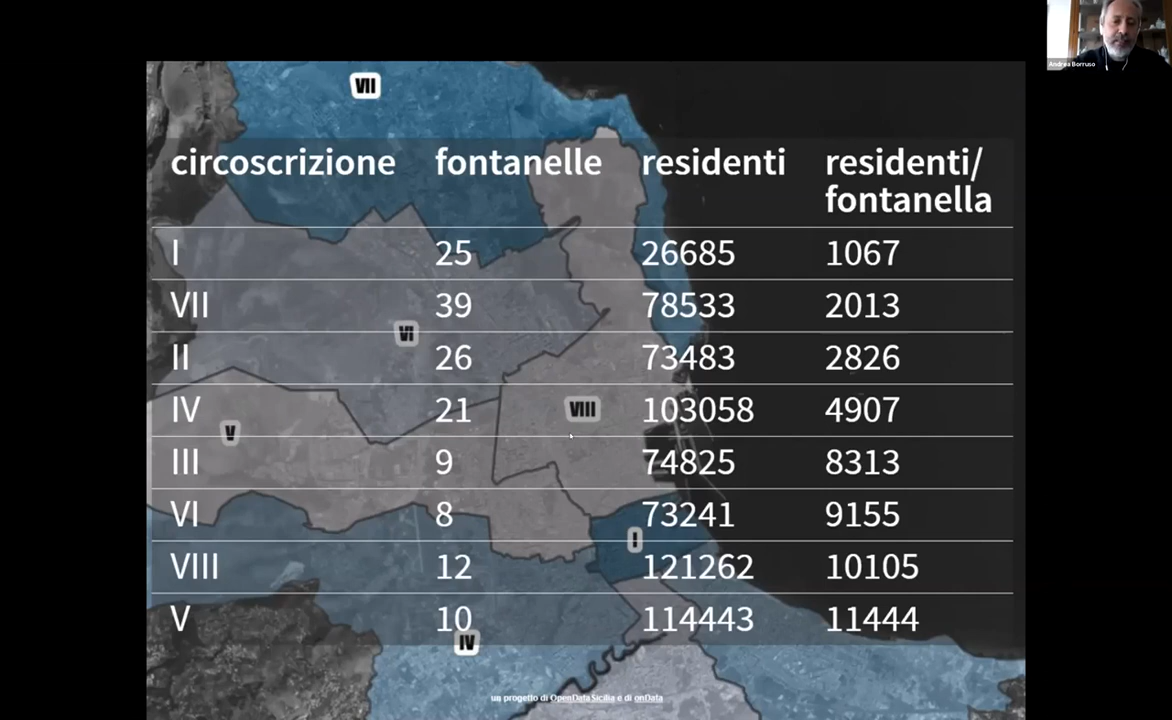 Andrea Borruso
VII
circoscrizione fontanelle residenti residenti/
fontanella
I 25 26685 1067
VII 39 78533 2013
VI
II 26 73483 2826
IV 21 103058 4907
VIII
V
III 9 74825 8313
VI 8 73241 9155
I
VIII 12 121262 10105
V 10 114443 11444
IV
un progetto di OpenDataSicilia e di onData